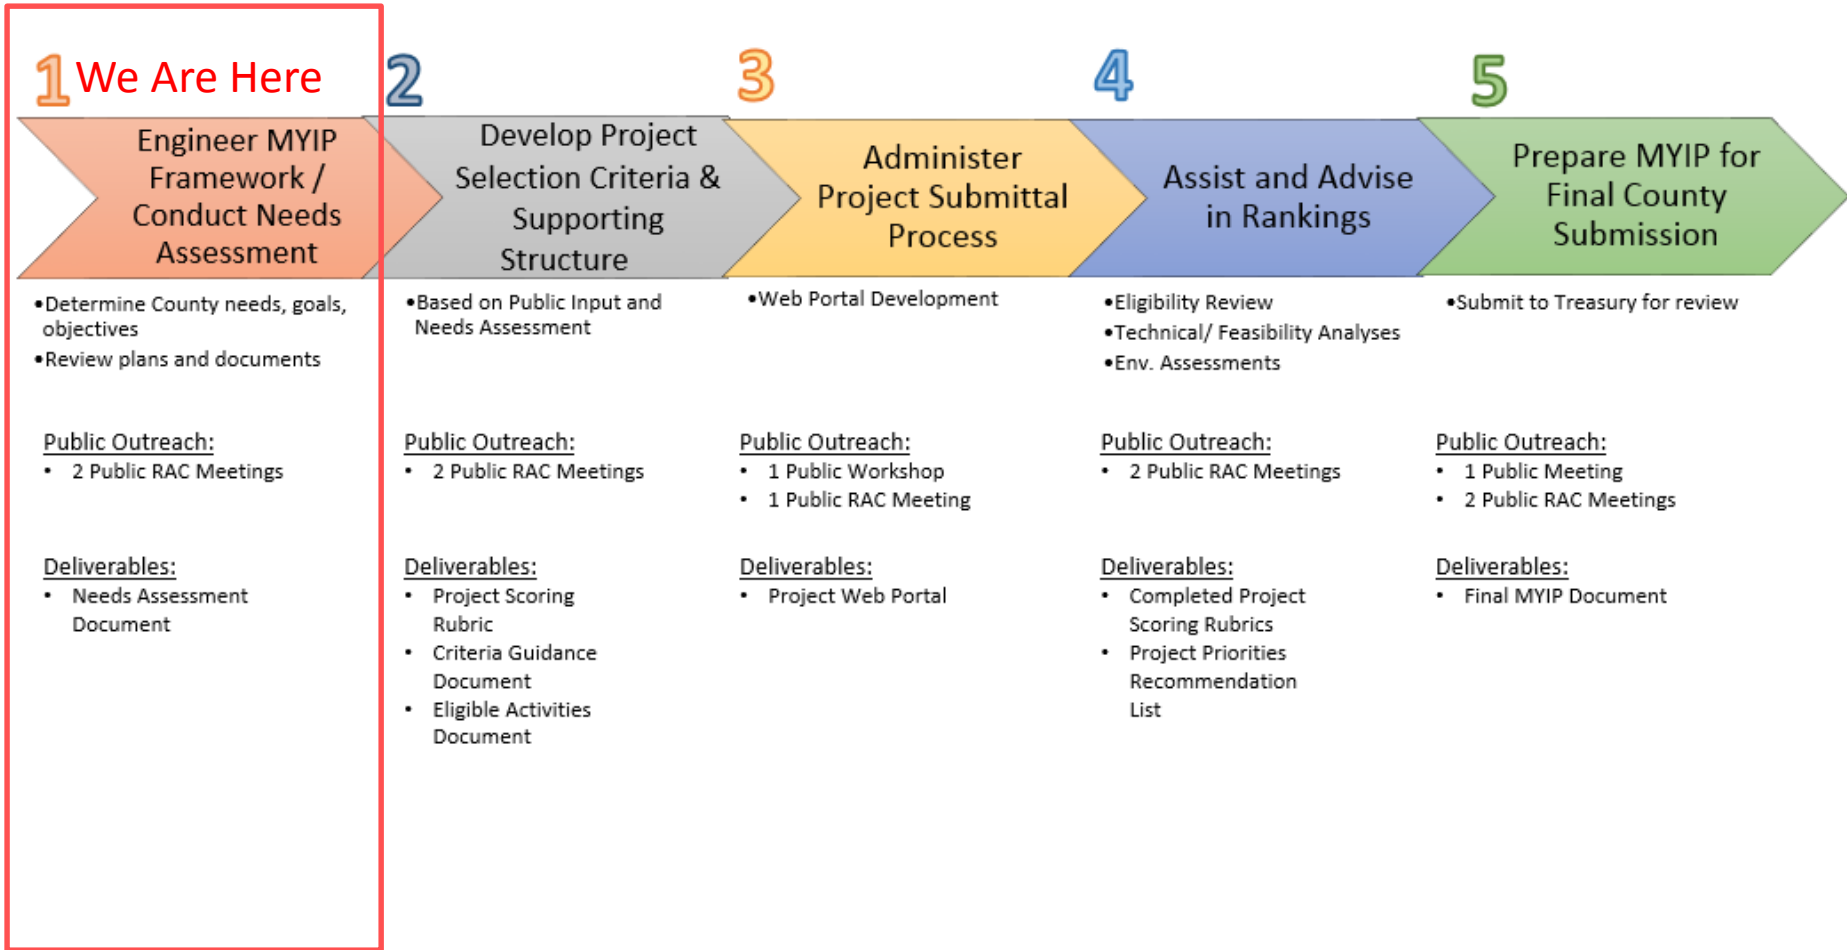 1 We Are Here
Engineer MYIP
Framework /
Conduct Needs
Assessment
•Determine County needs, goals,
objectives
•Review plans and documents
Public Outreach:
• 2 Public RAC Meetings
Deliverables:
• Needs Assessment
Document
2
Develop Project
Selection Criteria &
Supporting
Structure
•Based on Public Input and
Needs Assessment
Public Outreach:
• 2 Public RAC Meetings
Deliverables:
• Project Scoring
Rubric
• Criteria Guidance
Document
• Eligible Activities
Document
3
Administer
Project Submittal
Process
•Web Portal Development
Public Outreach:
• 1 Public Workshop
• 1 Public RAC Meeting
Deliverables:
• Project Web Portal
4
Assist and Advise
in Rankings
•Eligibility Review
•Technical/ Feasibility Analyses
•Env. Assessments
Public Outreach:
• 2 Public RAC Meetings
Deliverables:
• Completed Project
Scoring Rubrics
• Project Priorities
Recommendation
List
5
Prepare MYIP for
Final County
Submission
•Submit to Treasury for review
Public Outreach:
• 1 Public Meeting
• 2 Public RAC Meetings
Deliverables:
• Final MYIP Document